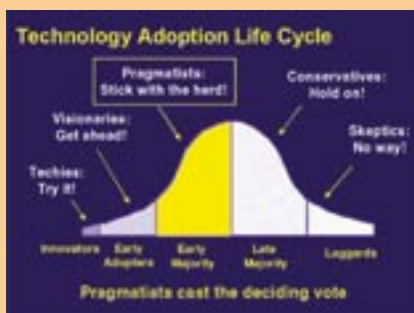 Technology Adoption Life Cycle
Pragmatists:
Stick with the herd!
Conservatives:
Hold on!
Visionaries:
Get ahead!
Skeptics:
No way!
Techies:
Try it!
Innovators
Early
Adopters
Early
Majority
Late
Majority
Laggards
Pragmatists cast the deciding vote